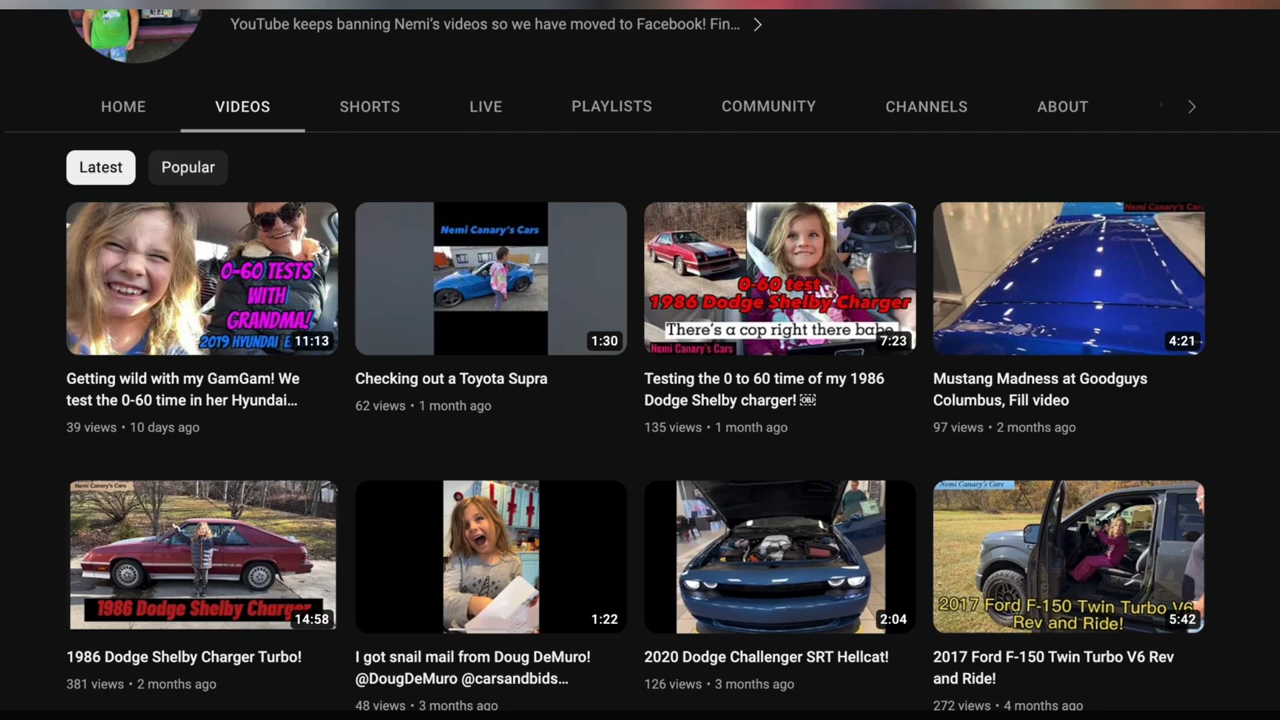 YouTube keeps banning Nemi’s videos so we have moved to Facebook! Fin...
HOME VIDEOS SHORTS LIVE PLAYLISTS COMMUNITY CHANNELS ABOUT
Latest Popular
0-60 TESTS
WITH
GRANDMA!
2019 HYUNDAI E
11:13
Nemi Canary's Cars
1:30
0-60 test
1986 Dodge Shelby Charger
There's a cop right there babe
Nemi Canary's Cars
7:23
Nemi Canary's Cars
4:21
Getting wild with my GamGam! We
test the 0-60 time in her Hyundai...
39 views • 10 days ago
Checking out a Toyota Supra
62 views • 1 month ago
Testing the 0 to 60 time of my 1986
Dodge Shelby charger! OBJ
135 views • 1 month ago
Mustang Madness at Goodguys
Columbus, Fill video
97 views • 2 months ago
Nemi Canary's Cars
1986 Dodge Shelby Charger
14:58
1:22
2:04
Nemi Canary's Cars
2017 Ford F-150 Twin Turbo V6
Rev and Ride!
5:42
1986 Dodge Shelby Charger Turbo!
381 views • 2 months ago
I got snail mail from Doug DeMuro!
@DougDeMuro @carsandbids...
48 views • 3 months ago
2020 Dodge Challenger SRT Hellcat!
126 views • 3 months ago
2017 Ford F-150 Twin Turbo V6 Rev
and Ride!
272 views • 4 months ago